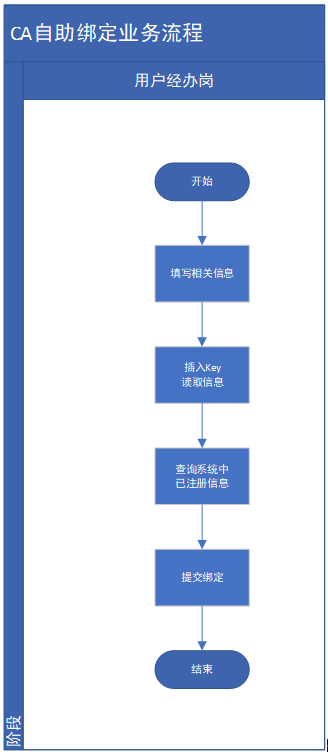 CA自助绑定业务流程
用户经办岗
开始
填写相关信息
插入Key
读取信息
查询系统中
已注册信息
提交绑定
结束
阶段